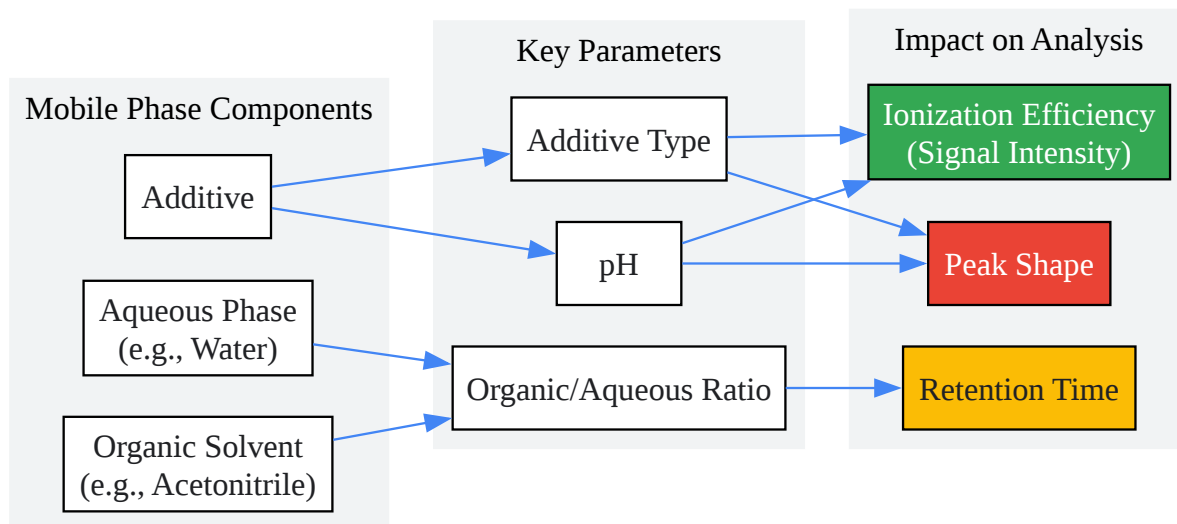 Mobile Phase Components
Additive
Aqueous Phase
(e.g., Water)
Organic Solvent
(e.g., Acetonitrile)
Key Parameters
Additive Type
pH
Organic/Aqueous Ratio
Impact on Analysis
Ionization Efficiency
(Signal Intensity)
Peak Shape
Retention Time